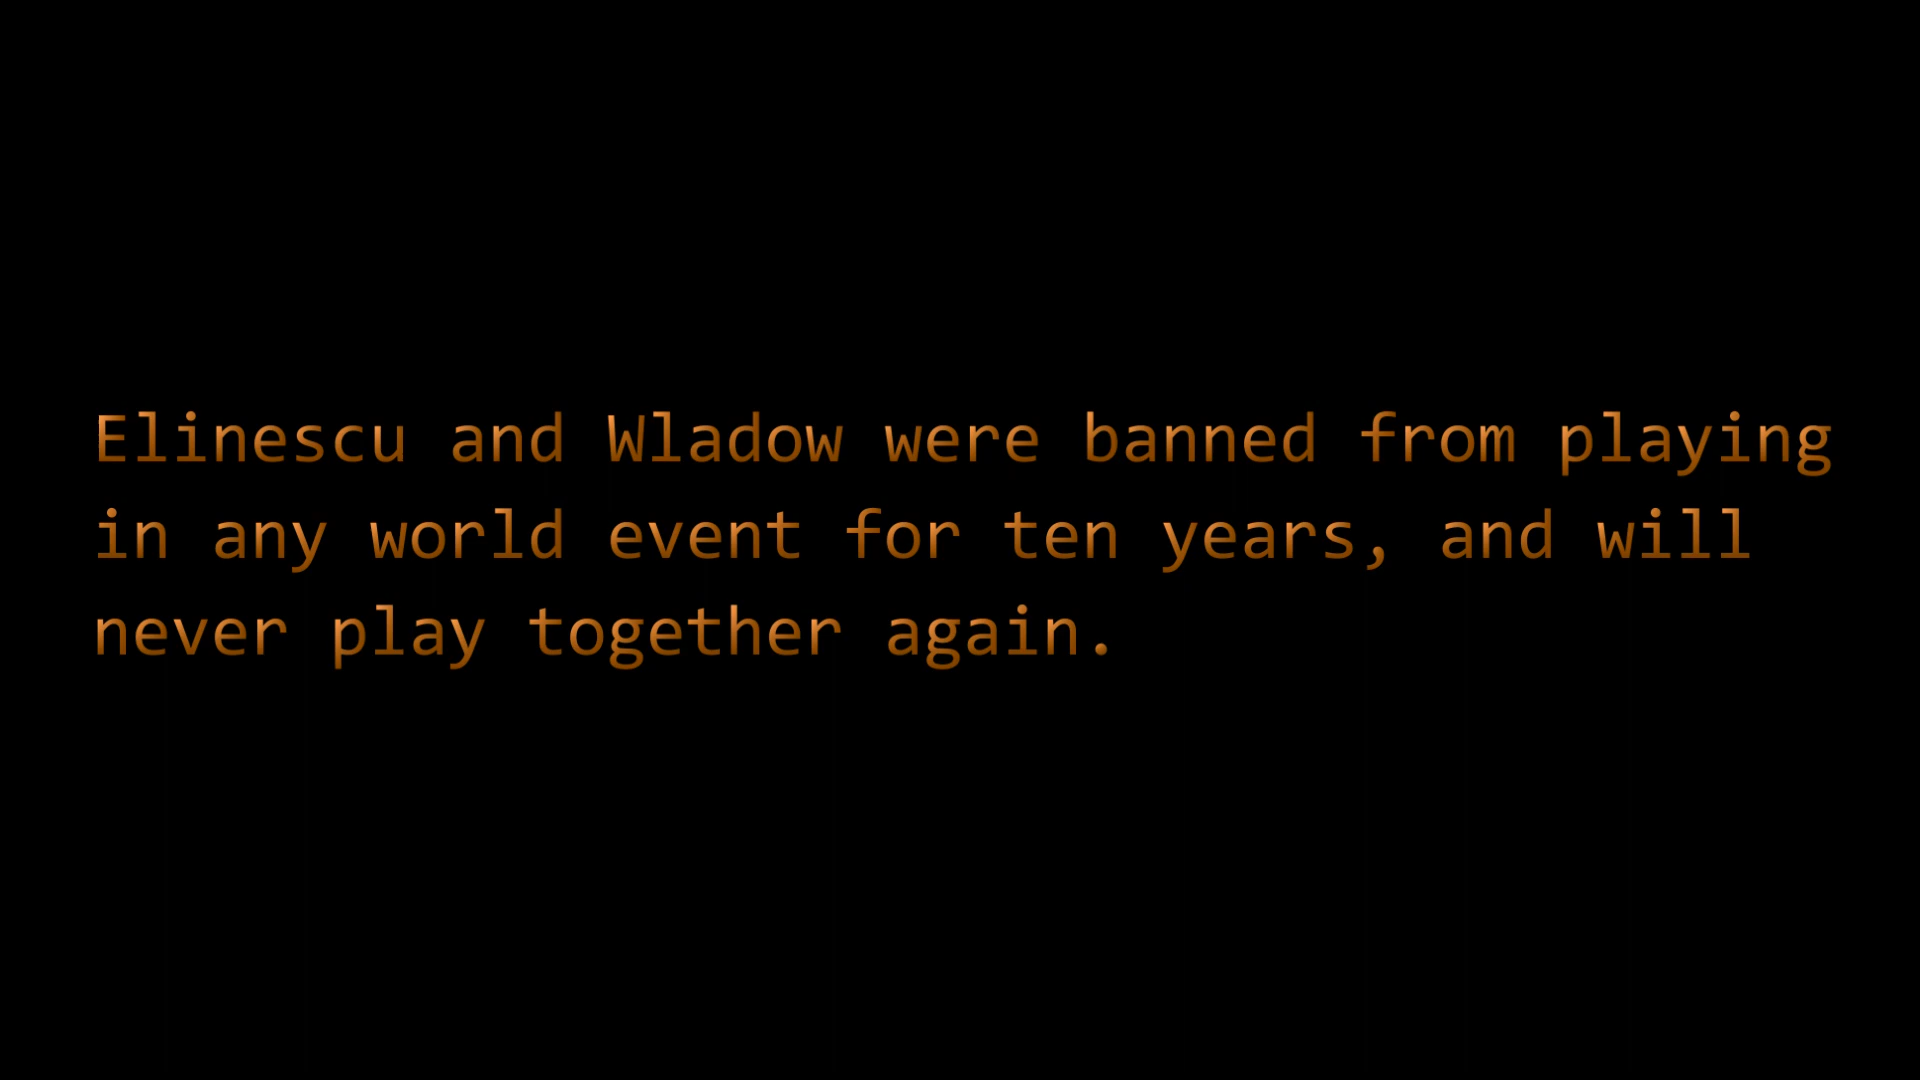 Elinescu and Wladow were banned from playing
in any world event for ten years, and will
never play together again.